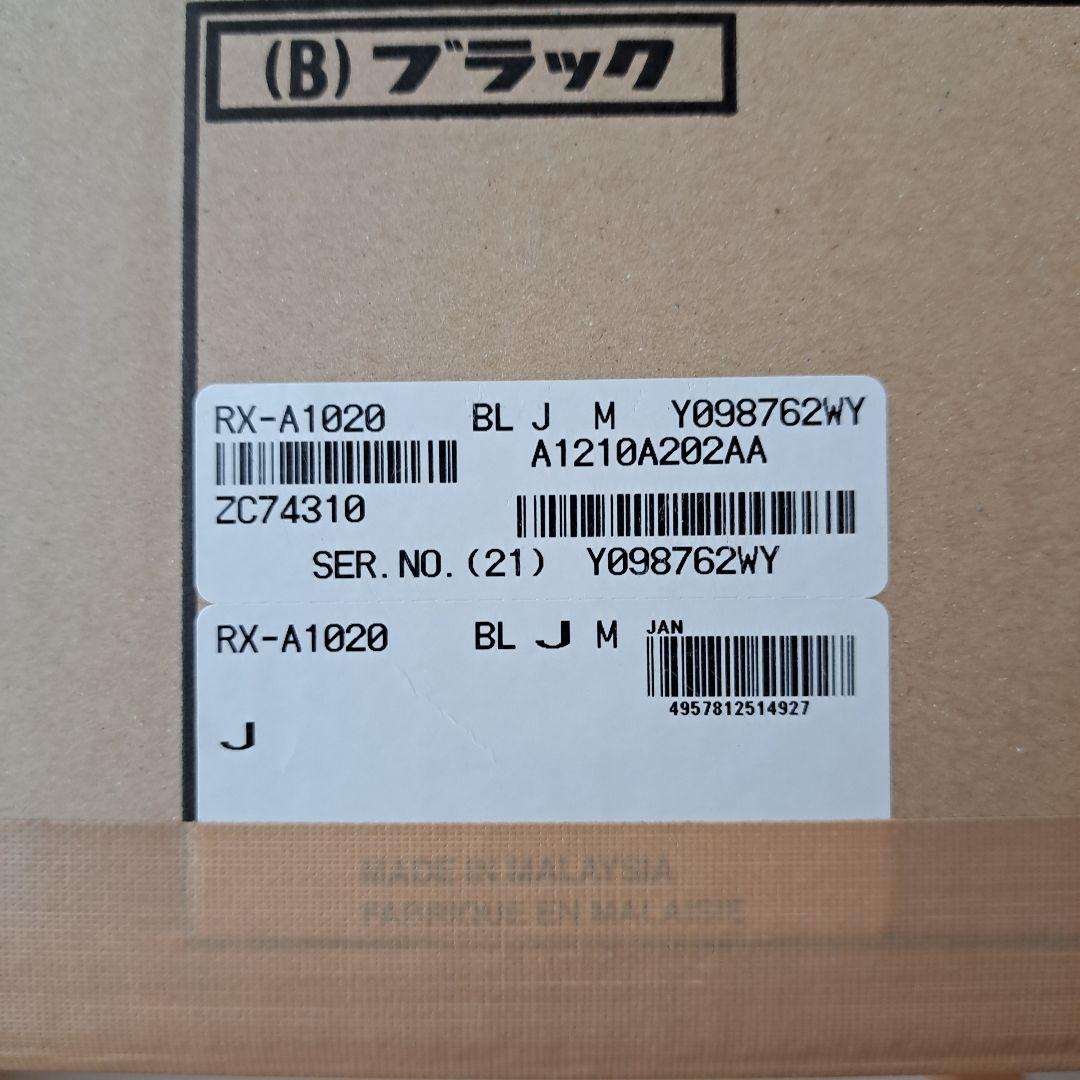 (B) ブラック
RX-A1020 BL J M Y098762WY
A1210A202AA
ZC74310
SER.NO.(21) Y098762WY
RX-A1020 BL J M JAN
4957812514927
J
MADE IN MALAYSIA
FABRIQUE EN MALAISIE